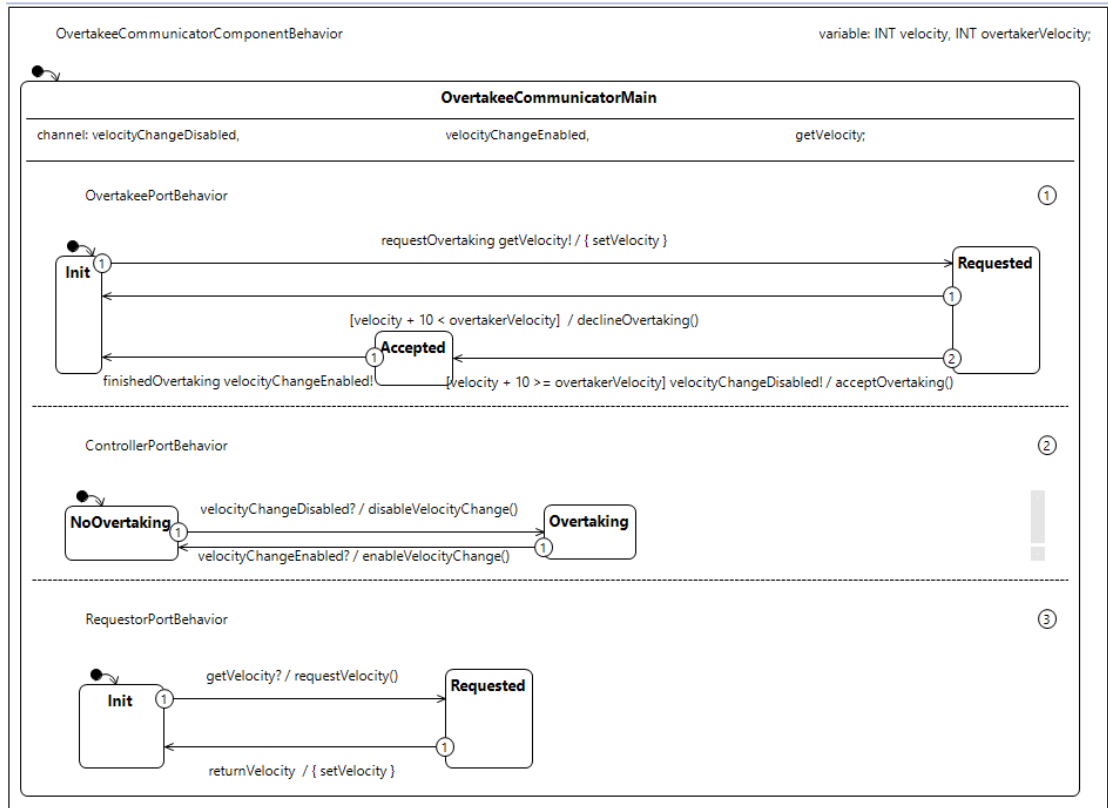 OvertakeeCommunicatorComponentBehavior
variable: INT velocity, INT overtakerVelocity;
OvertakeeCommunicatorMain
channel: velocityChangeDisabled, velocityChangeEnabled, getVelocity;
OvertakeePortBehavior
1
requestOvertaking getVelocity! / { setVelocity }
1
Init
Requested
1
[velocity + 10 < overtakerVelocity]  / declineOvertaking()
Accepted
1
2
finishedOvertaking velocityChangeEnabled!
[velocity + 10 >= overtakerVelocity] velocityChangeDisabled! / acceptOvertaking()
ControllerPortBehavior
2
velocityChangeDisabled? / disableVelocityChange()
NoOvertaking
1
Overtaking
1
velocityChangeEnabled? / enableVelocityChange()
RequestorPortBehavior
3
getVelocity? / requestVelocity()
Init
1
Requested
1
returnVelocity  / { setVelocity }